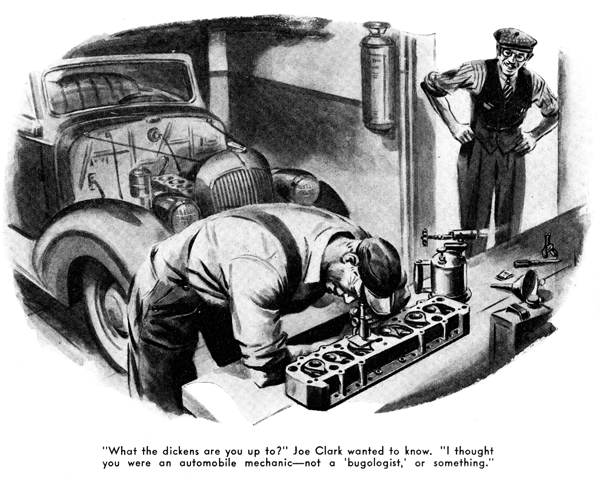 "What the dickens are you up to?" Joe Clark wanted to know. "I thought
you were an automobile mechanic—not a 'bugologist,' or something."